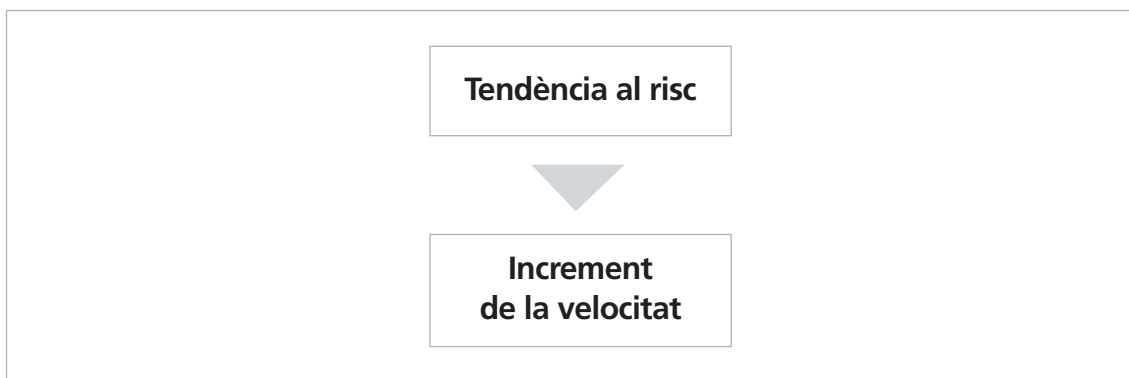 Tendència al risc
Increment
de la velocitat